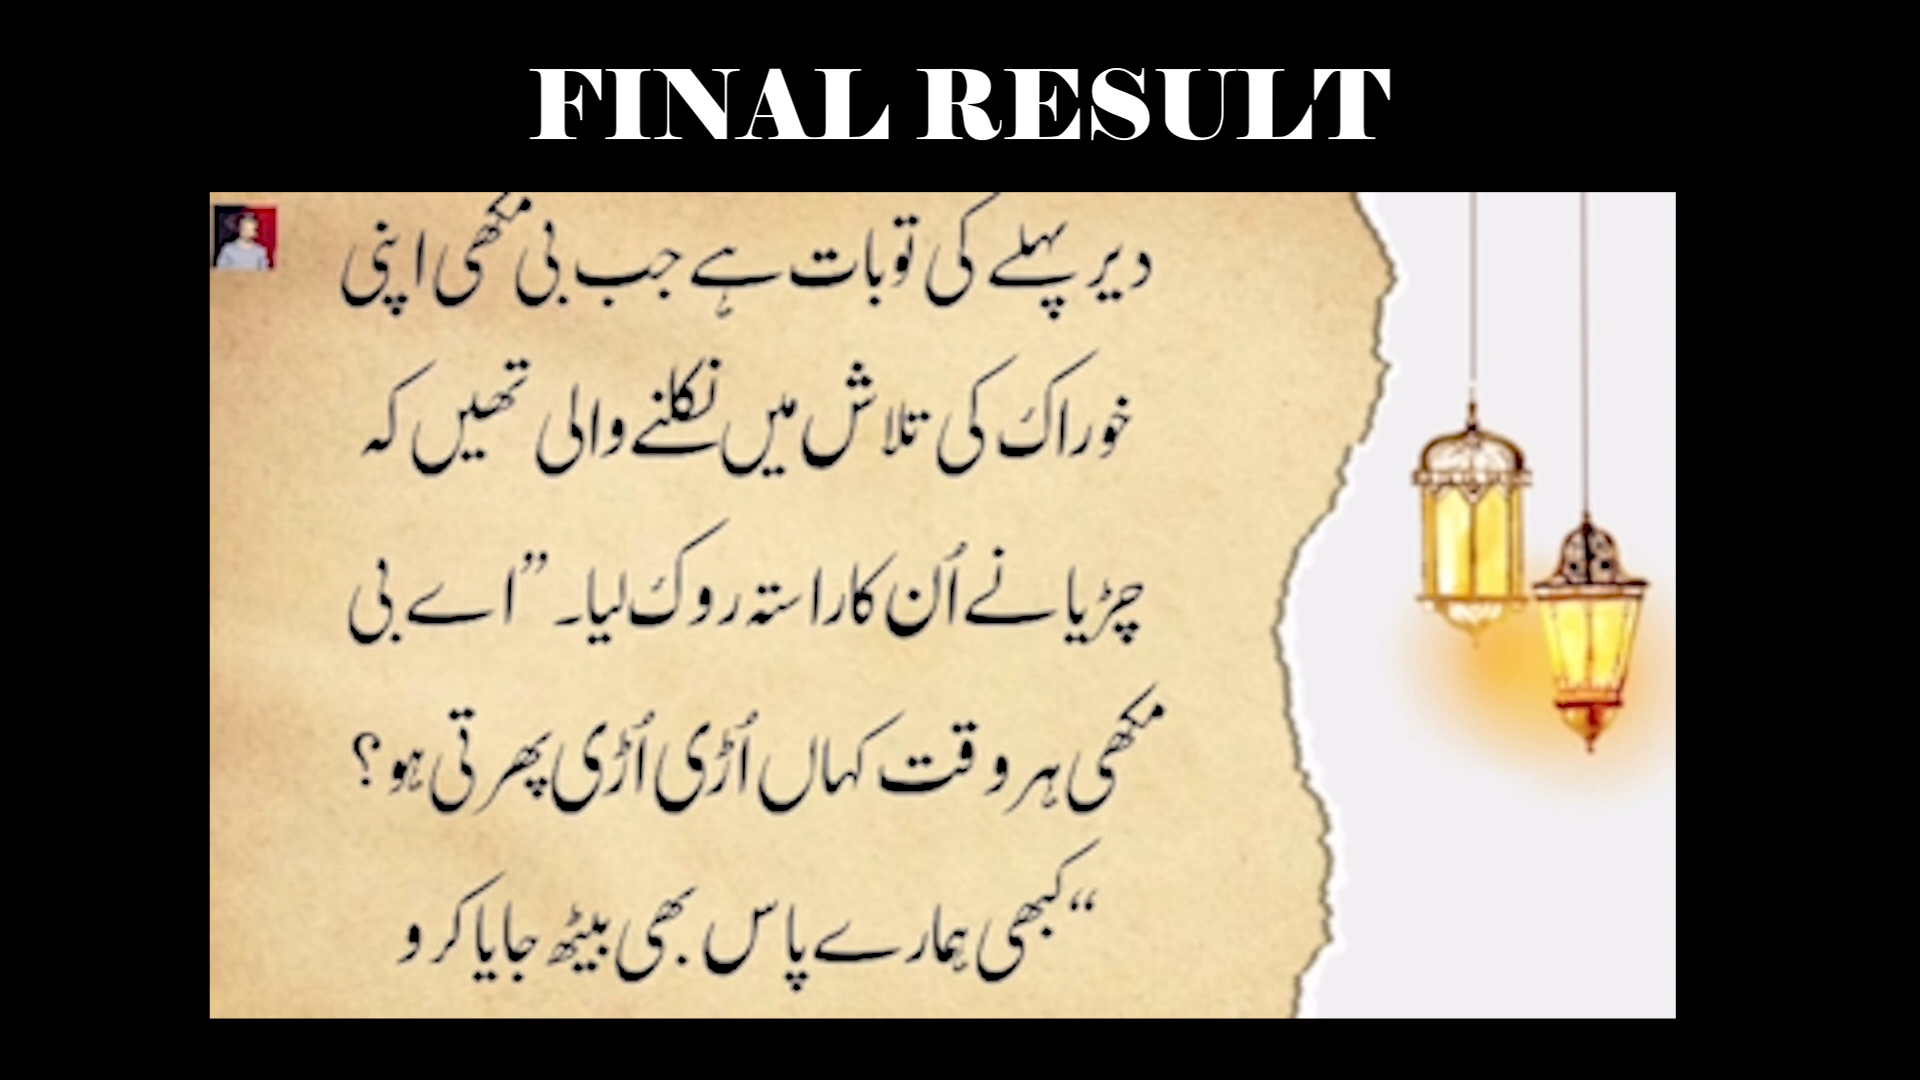 FINAL RESULT
دیر پہلے کی تو بات ہے جب بی مکھی اپنی
خوراک کی تلاش میں نکلنے والی تھیں کہ
چڑیا نے اُن کا راستہ روک لیا۔ ”اے بی
مکھی ہر وقت کہاں اُڑی اُڑی پھرتی ہو؟
“کبھی ہمارے پاس بھی بیٹھ جایا کرو